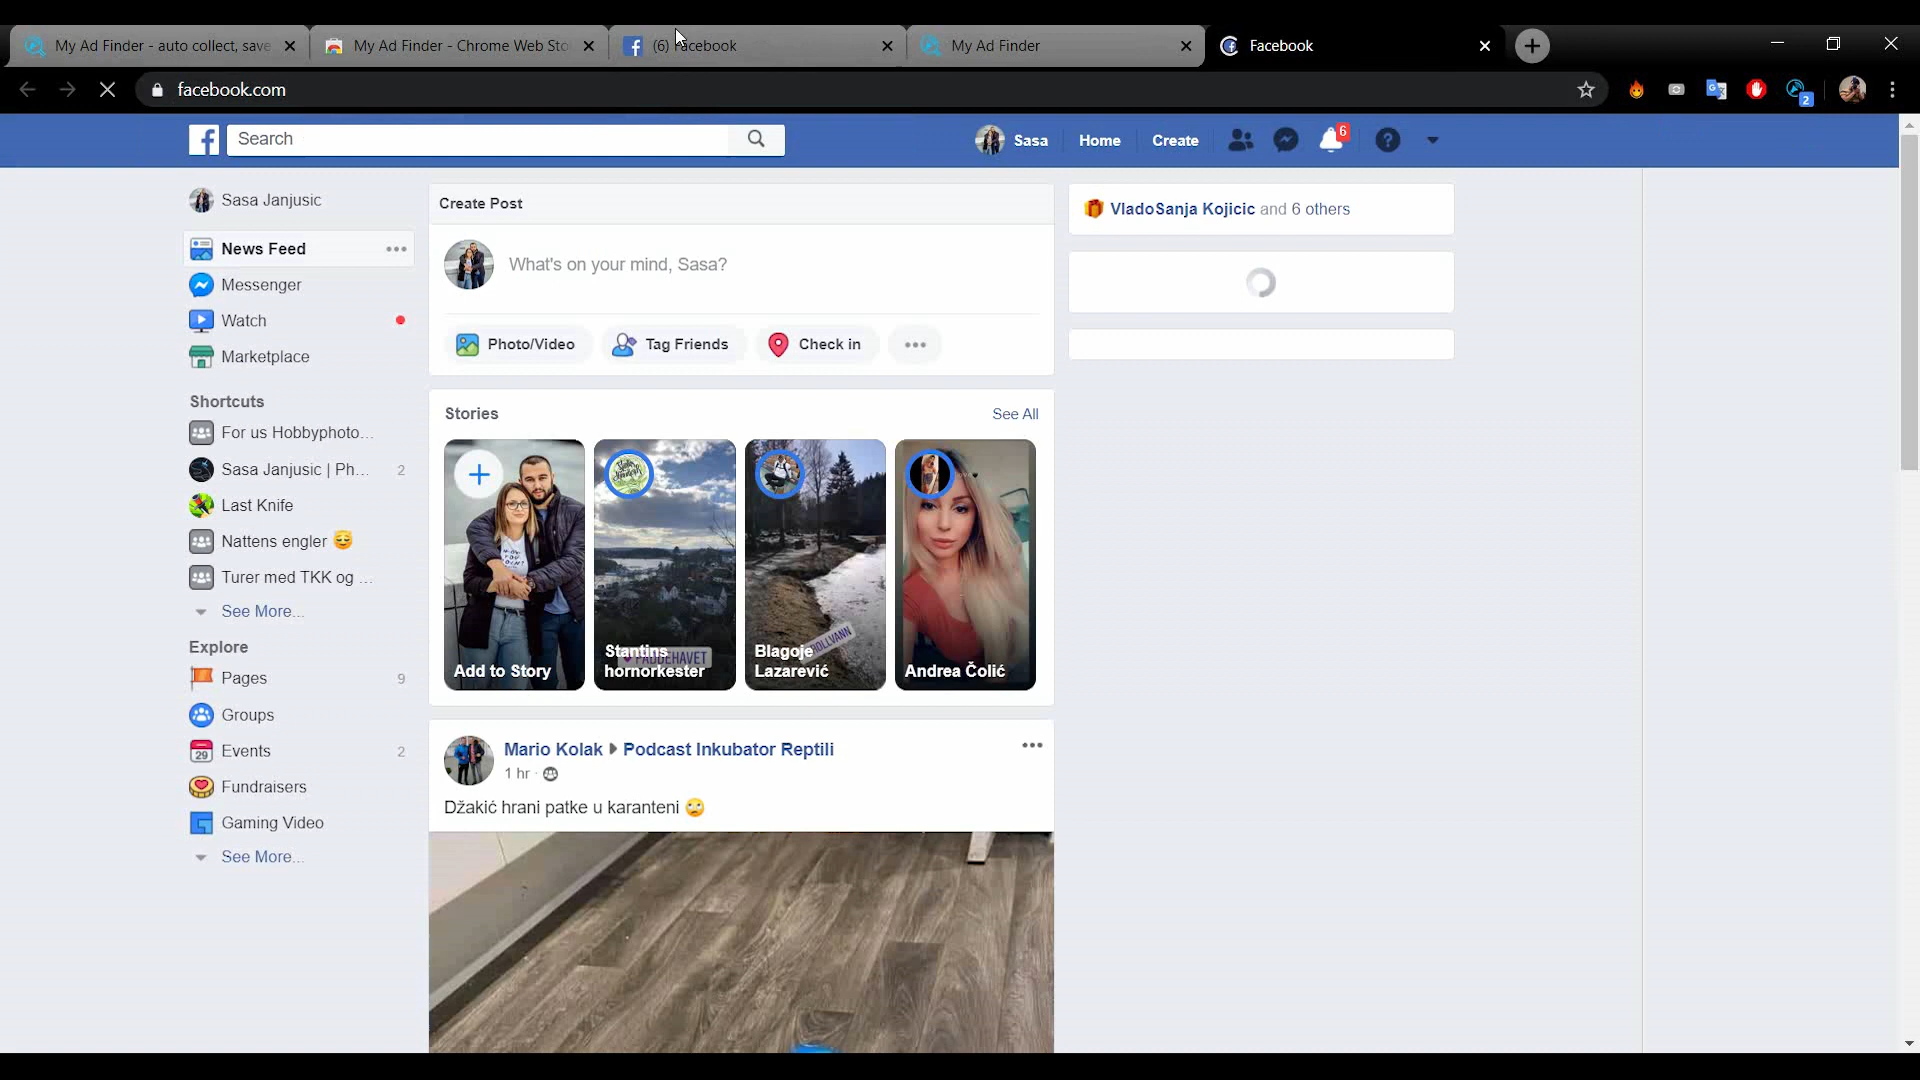 My Ad Finder - auto collect, save
My Ad Finder - Chrome Web Sto
(6) Facebook
My Ad Finder
Facebook
facebook.com
2
Search
Sasa
Home
Create
6
Sasa Janjusic
News Feed
Messenger
Watch
Marketplace
Shortcuts
For us Hobbyphoto...
Sasa Janjusic | Ph... 2
Last Knife
Nattens engler 😇
Turer med TKK og ...
See More...
Explore
Pages 9
Groups
29 Events 2
Fundraisers
Gaming Video
See More...
Create Post
What's on your mind, Sasa?
Photo/Video
Tag Friends
Check in
Stories
See All
Add to Story
PADDEHAVET
Stantins
hornorkester
Blagoje
Lazarević
Andrea Čolić
Mario Kolak ▸ Podcast Inkubator Reptili
1 hr ·
Džakić hrani patke u karanteni 🙄
VladoSanja Kojicic and 6 others